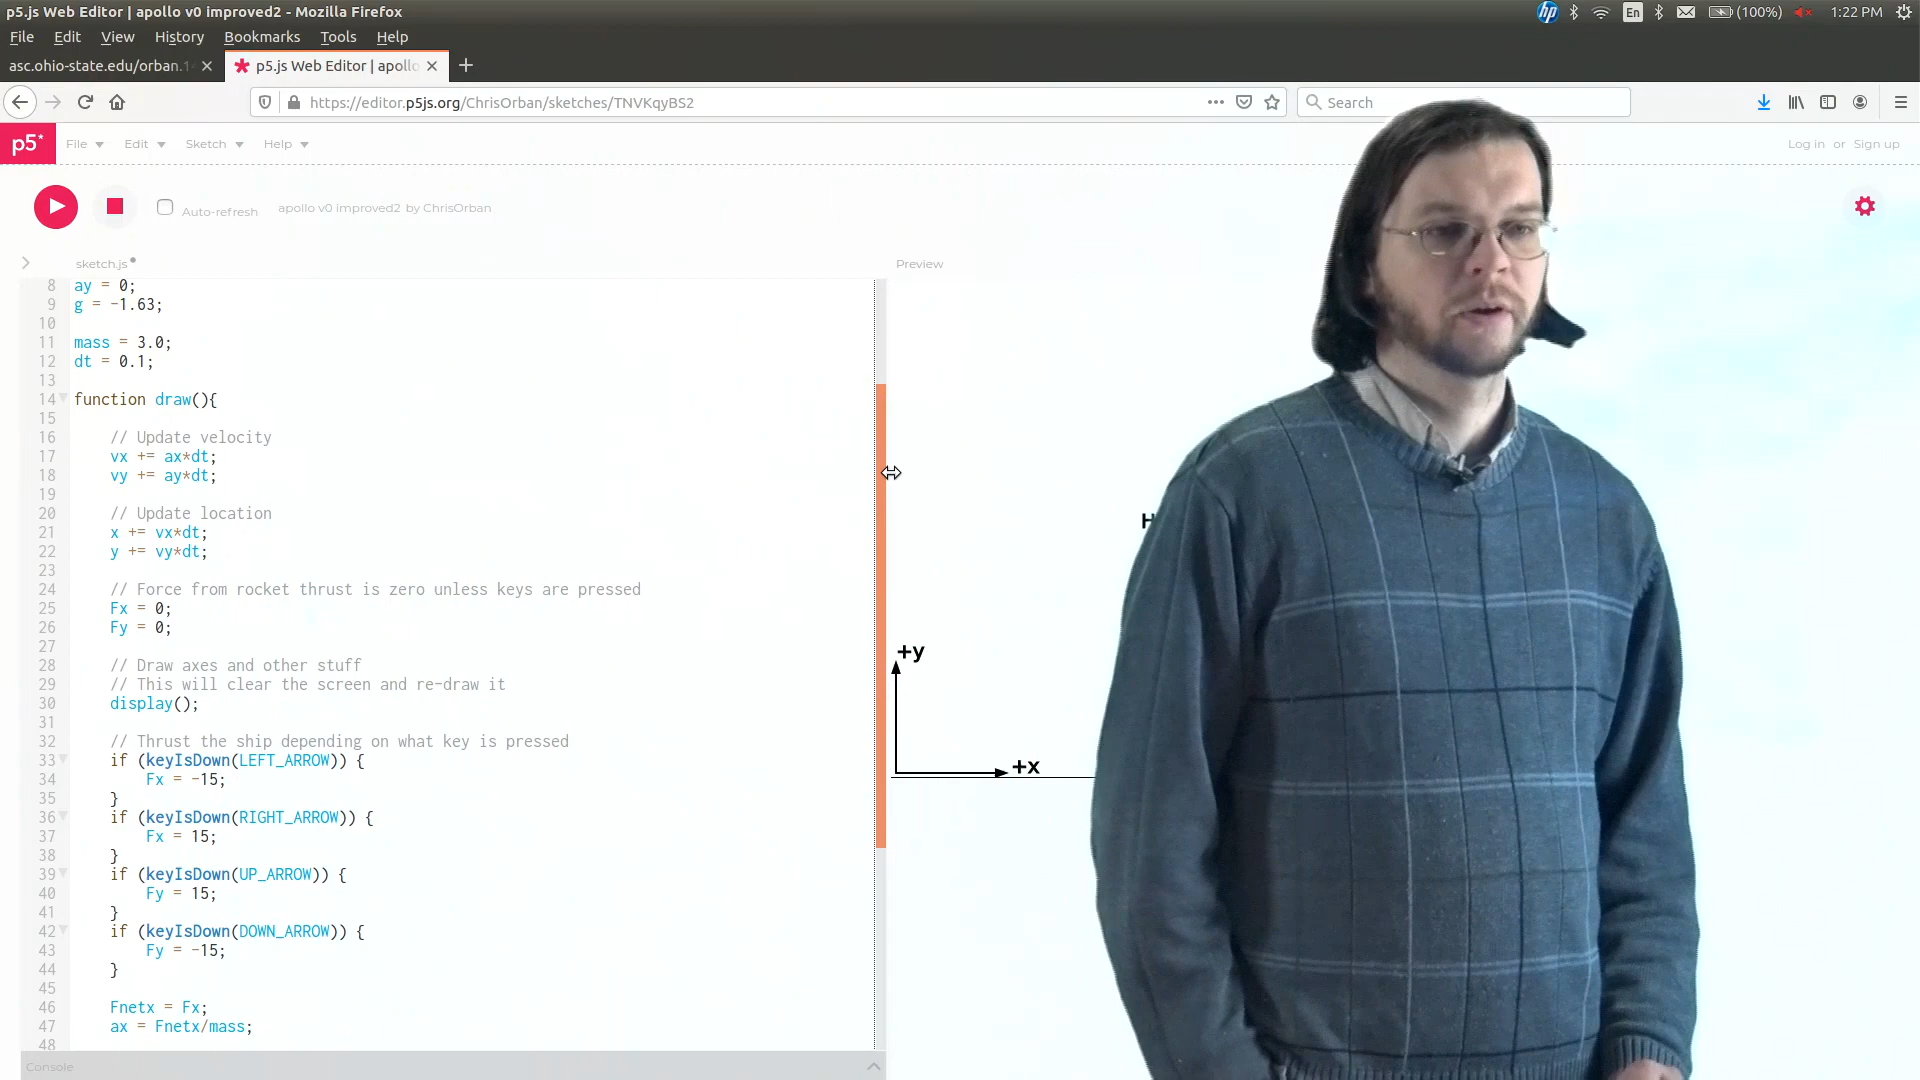 p5.js Web Editor | apollo v0 improved2 - Mozilla Firefox
hp
En
(100%)
1:22 PM
File Edit View History Bookmarks Tools Help
asc.ohio-state.edu/orban.1
p5.js Web Editor | apollo
https://editor.p5js.org/ChrisOrban/sketches/TNVKqyBS2
Search
p5*
File Edit Sketch Help
Log in or Sign up
Auto-refresh
apollo v0 improved2 by ChrisOrban
sketch.js
Preview
8 ay = 0;
9 g = -1.63;
10
11 mass = 3.0;
12 dt = 0.1;
13
14 function draw(){
15
16 // Update velocity
17 vx += ax*dt;
18 vy += ay*dt;
19
20 // Update location
21 x += vx*dt;
22 y += vy*dt;
23
24 // Force from rocket thrust is zero unless keys are pressed
25 Fx = 0;
26 Fy = 0;
27
28 // Draw axes and other stuff
29 // This will clear the screen and re-draw it
30 display();
31
32 // Thrust the ship depending on what key is pressed
33 if (keyIsDown(LEFT_ARROW)) {
34 Fx = -15;
35 }
36 if (keyIsDown(RIGHT_ARROW)) {
37 Fx = 15;
38 }
39 if (keyIsDown(UP_ARROW)) {
40 Fy = 15;
41 }
42 if (keyIsDown(DOWN_ARROW)) {
43 Fy = -15;
44 }
45
46 Fnetx = Fx;
47 ax = Fnetx/mass;
48
Console
H
+y
+x